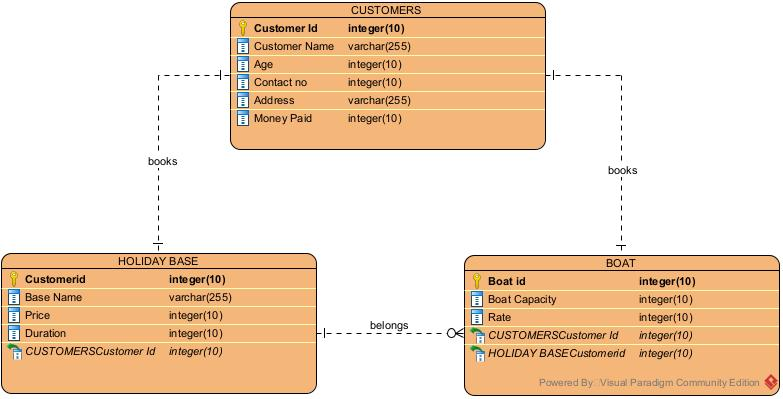 CUSTOMERS
Customer Id integer(10)
Customer Name varchar(255)
Age integer(10)
Contact no integer(10)
Address varchar(255)
Money Paid integer(10)
books
books
HOLIDAY BASE
Customerid integer(10)
Base Name varchar(255)
Price integer(10)
Duration integer(10)
CUSTOMERSCustomer Id integer(10)
belongs
BOAT
Boat id integer(10)
Boat Capacity integer(10)
Rate integer(10)
CUSTOMERSCustomer Id integer(10)
HOLIDAY BASECustomerid integer(10)
Powered By: Visual Paradigm Community Edition